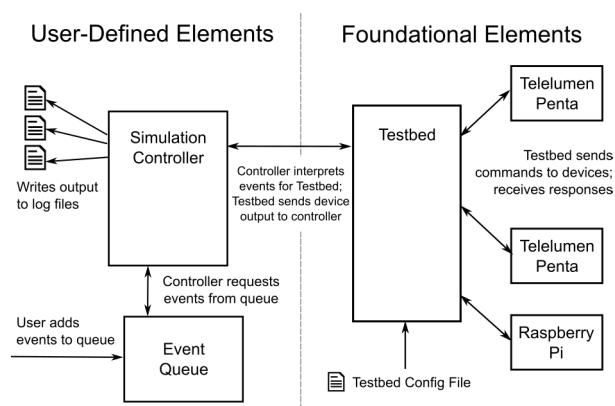 User-Defined Elements
Foundational Elements
Simulation
Controller
Writes output
to log files
Controller interprets
events for Testbed;
Testbed sends device
output to controller
Testbed
Telelumen
Penta
Testbed sends
commands to devices;
receives responses
Telelumen
Penta
Raspberry
Pi
Controller requests
events from queue
User adds
events to queue
Event
Queue
Testbed Config File